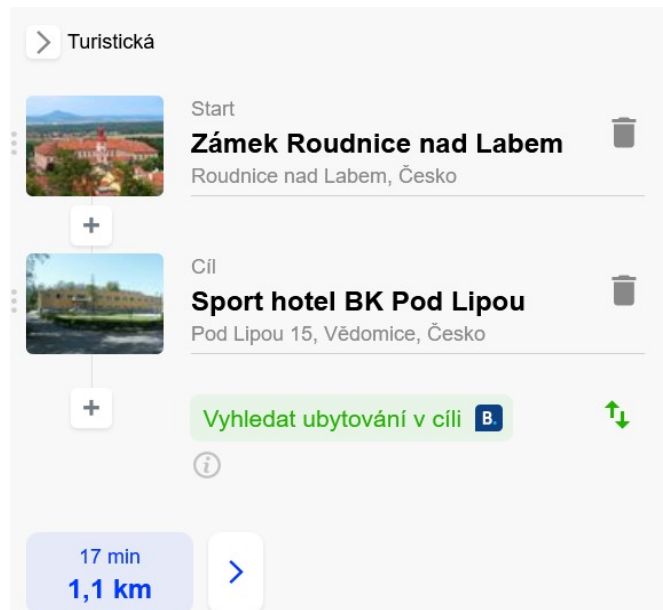 Turistická
Start
Zámek Roudnice nad Labem
Roudnice nad Labem, Česko
Cíl
Sport hotel BK Pod Lipou
Pod Lipou 15, Vědomice, Česko
Vyhledat ubytování v cíli B.
17 min
1,1 km